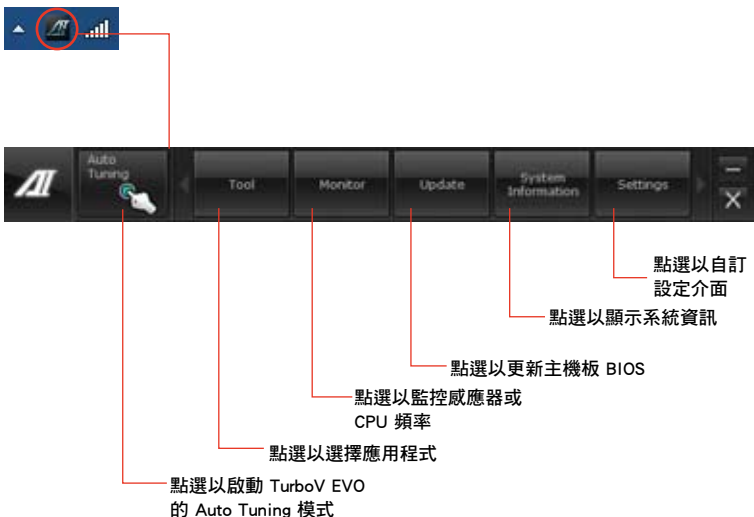 Auto
Tuning
Tool
Monitor
Update
System
Information
Settings
點選以自訂
設定介面
點選以顯示系統資訊
點選以更新主機板 BIOS
點選以監控感應器或
CPU 頻率
點選以選擇應用程式
點選以啟動 TurboV EVO
的 Auto Tuning 模式